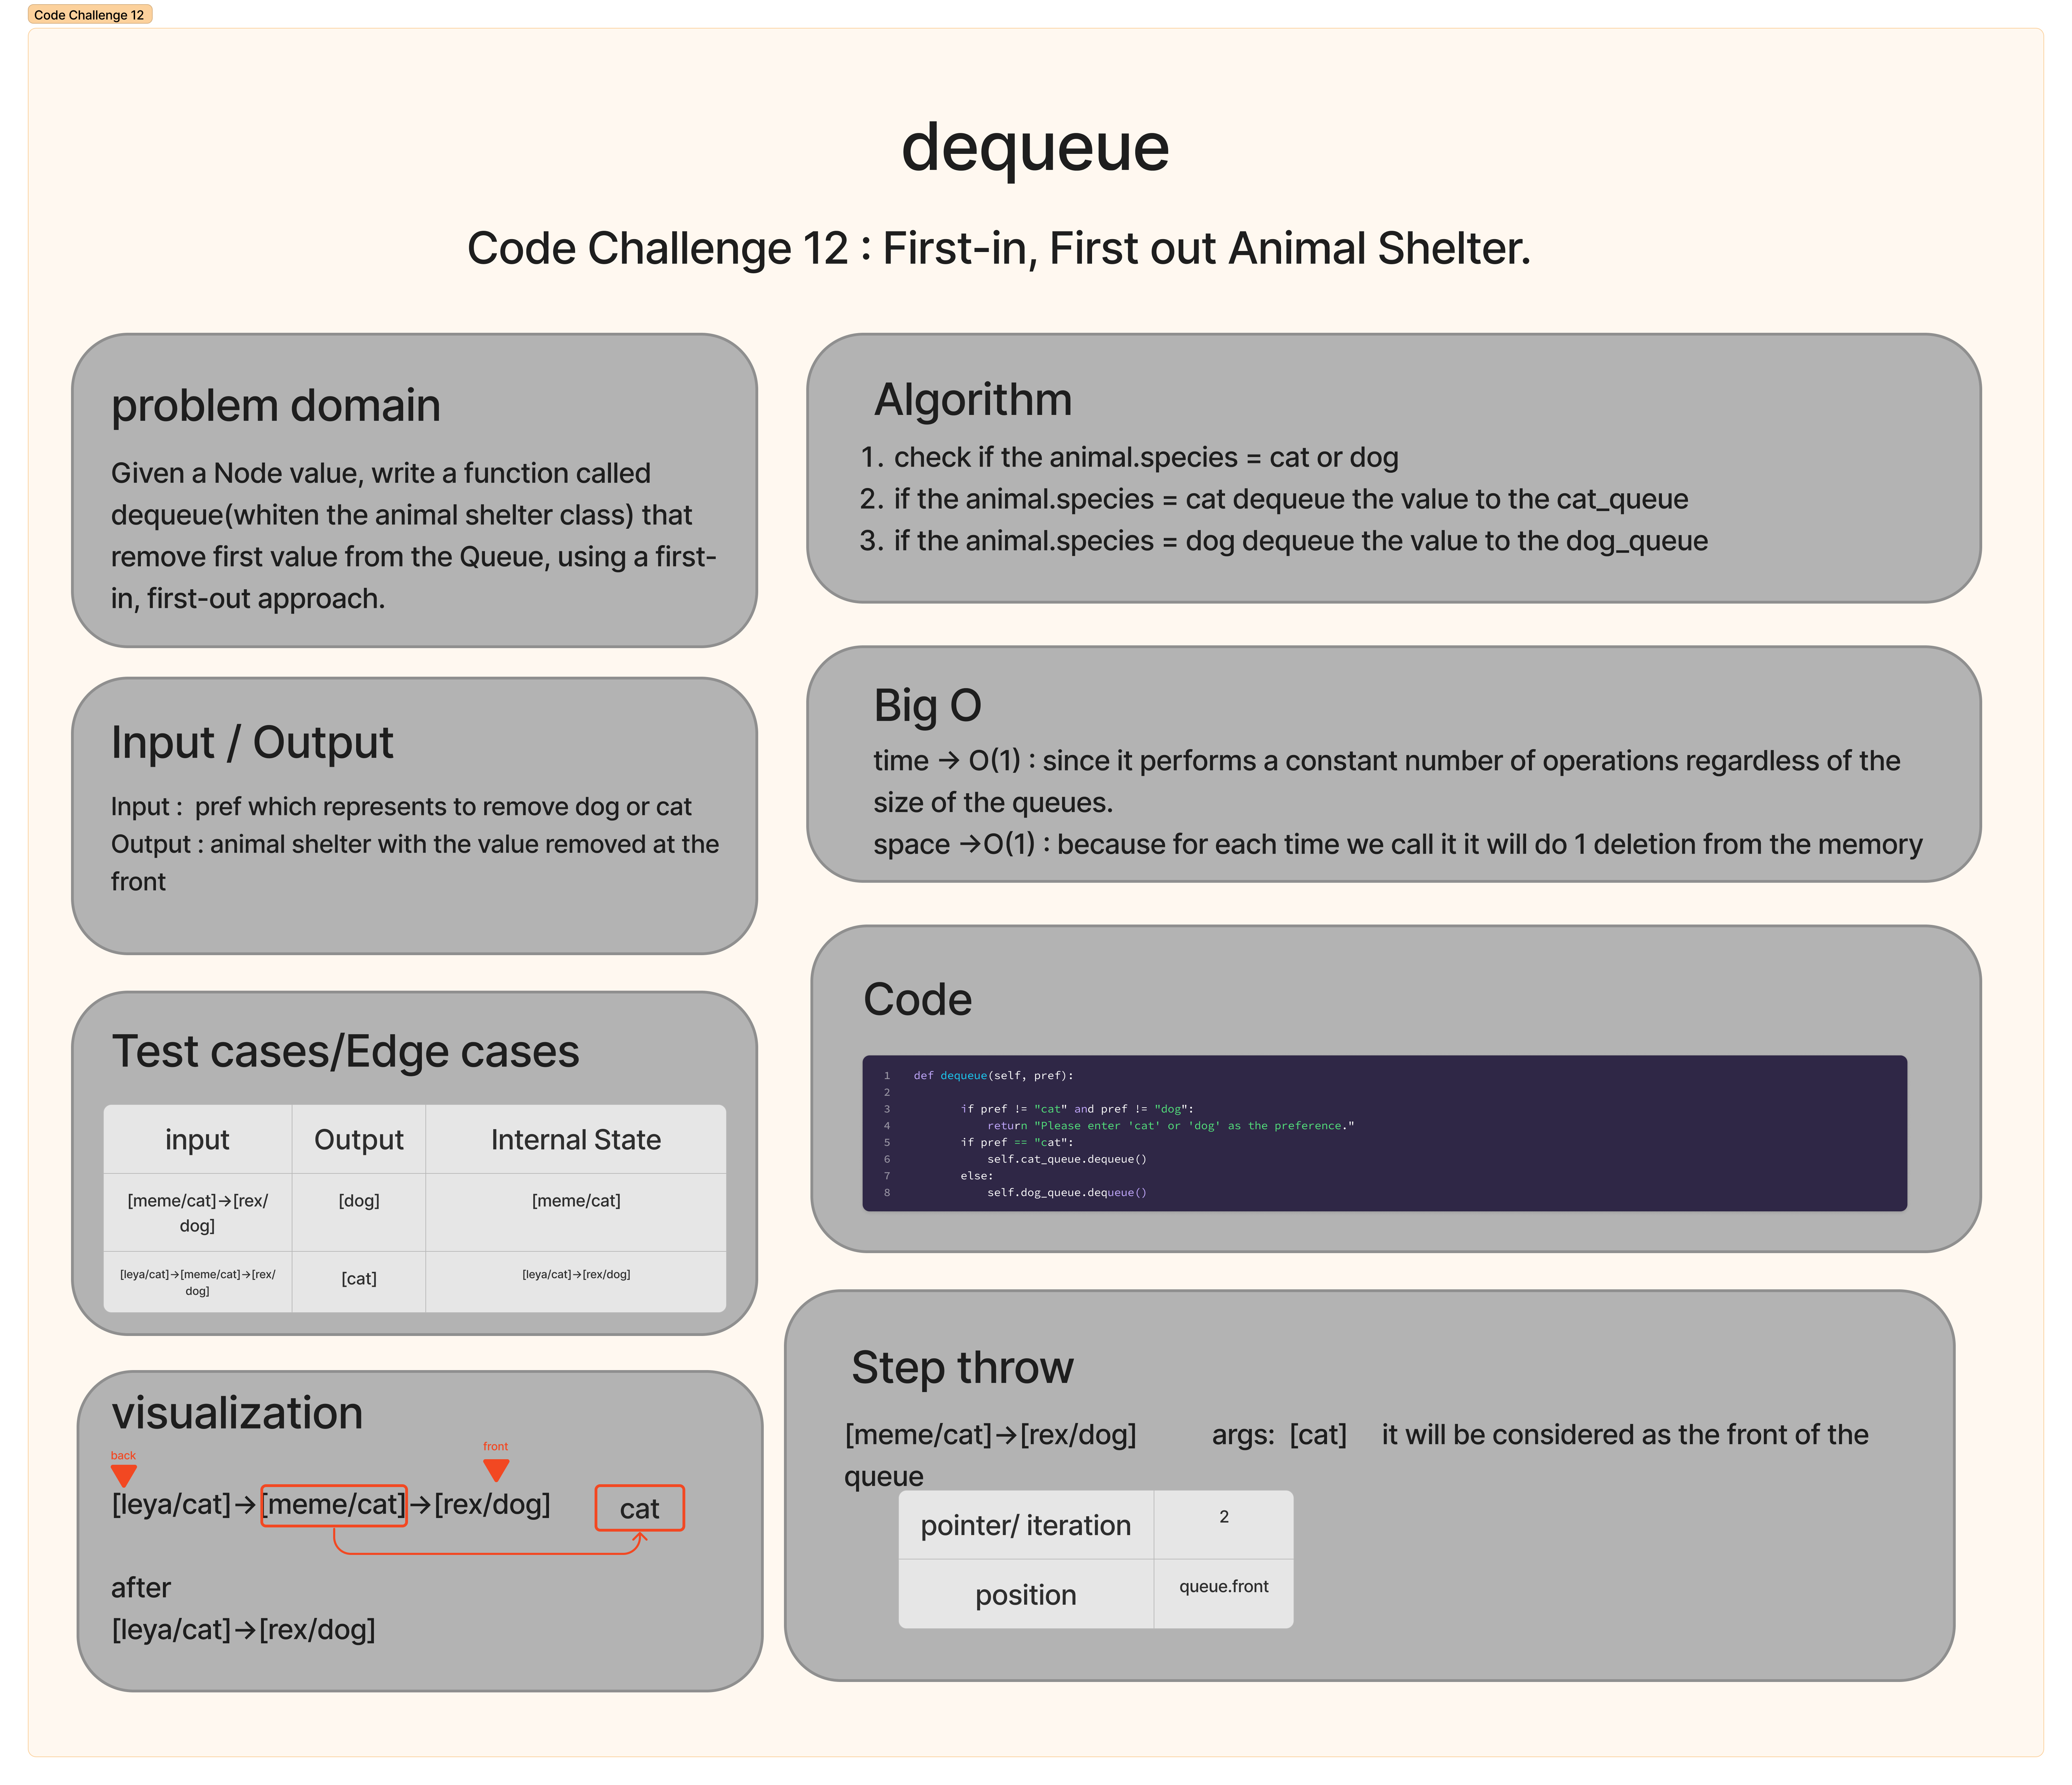 Code Challenge 12
dequeue
Code Challenge 12 : First-in, First out Animal Shelter.
problem domain
Given a Node value, write a function called
dequeue(whiten the animal shelter class) that
remove first value from the Queue, using a first-
in, first-out approach.
Input / Output
Input :  pref which represents to remove dog or cat
Output : animal shelter with the value removed at the
front
Test cases/Edge cases
input Output Internal State
[meme/cat]→[rex/ [dog] [meme/cat]
dog]
[leya/cat]→[meme/cat]→[rex/ [cat] [leya/cat]→[rex/dog]
dog]
visualization
back front
[leya/cat]→[meme/cat]→[rex/dog] cat
after
[leya/cat]→[rex/dog]
Algorithm
1. check if the animal.species = cat or dog
2. if the animal.species = cat dequeue the value to the cat_queue
3. if the animal.species = dog dequeue the value to the dog_queue
Big O
time → O(1) : since it performs a constant number of operations regardless of the
size of the queues.
space →O(1) : because for each time we call it it will do 1 deletion from the memory
Code
1 def dequeue(self, pref):
2
3 if pref != "cat" and pref != "dog":
4 return "Please enter 'cat' or 'dog' as the preference."
5 if pref == "cat":
6 self.cat_queue.dequeue()
7 else:
8 self.dog_queue.dequeue()
Step throw
[meme/cat]→[rex/dog] args: [cat] it will be considered as the front of the
queue
pointer/ iteration 2
position queue.front